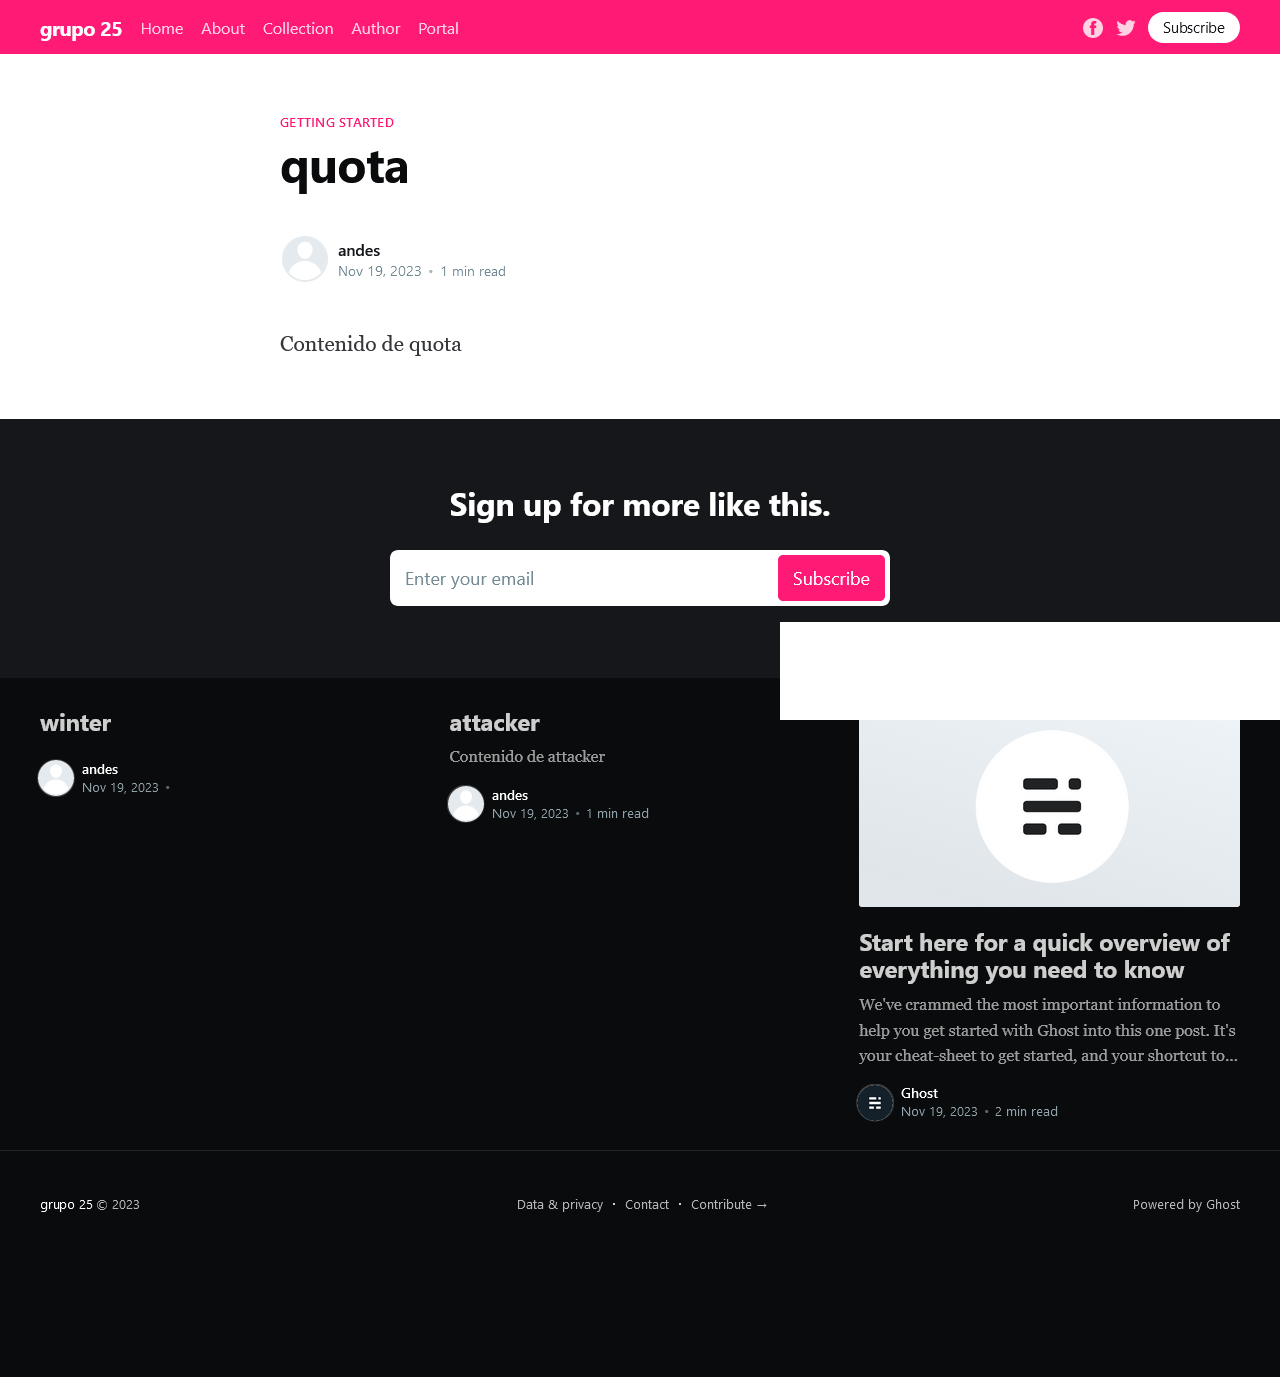 grupo 25 Home About Collection Author Portal Subscribe
GETTING STARTED
quota
andes
Nov 19, 2023 • 1 min read
Contenido de quota
Sign up for more like this.
Enter your email Subscribe
winter
andes
Nov 19, 2023 •
attacker
Contenido de attacker
andes
Nov 19, 2023 • 1 min read
Start here for a quick overview of
everything you need to know
We've crammed the most important information to
help you get started with Ghost into this one post. It's
your cheat-sheet to get started, and your shortcut to…
Ghost
Nov 19, 2023 • 2 min read
grupo 25 © 2023
Data & privacy • Contact • Contribute →
Powered by Ghost